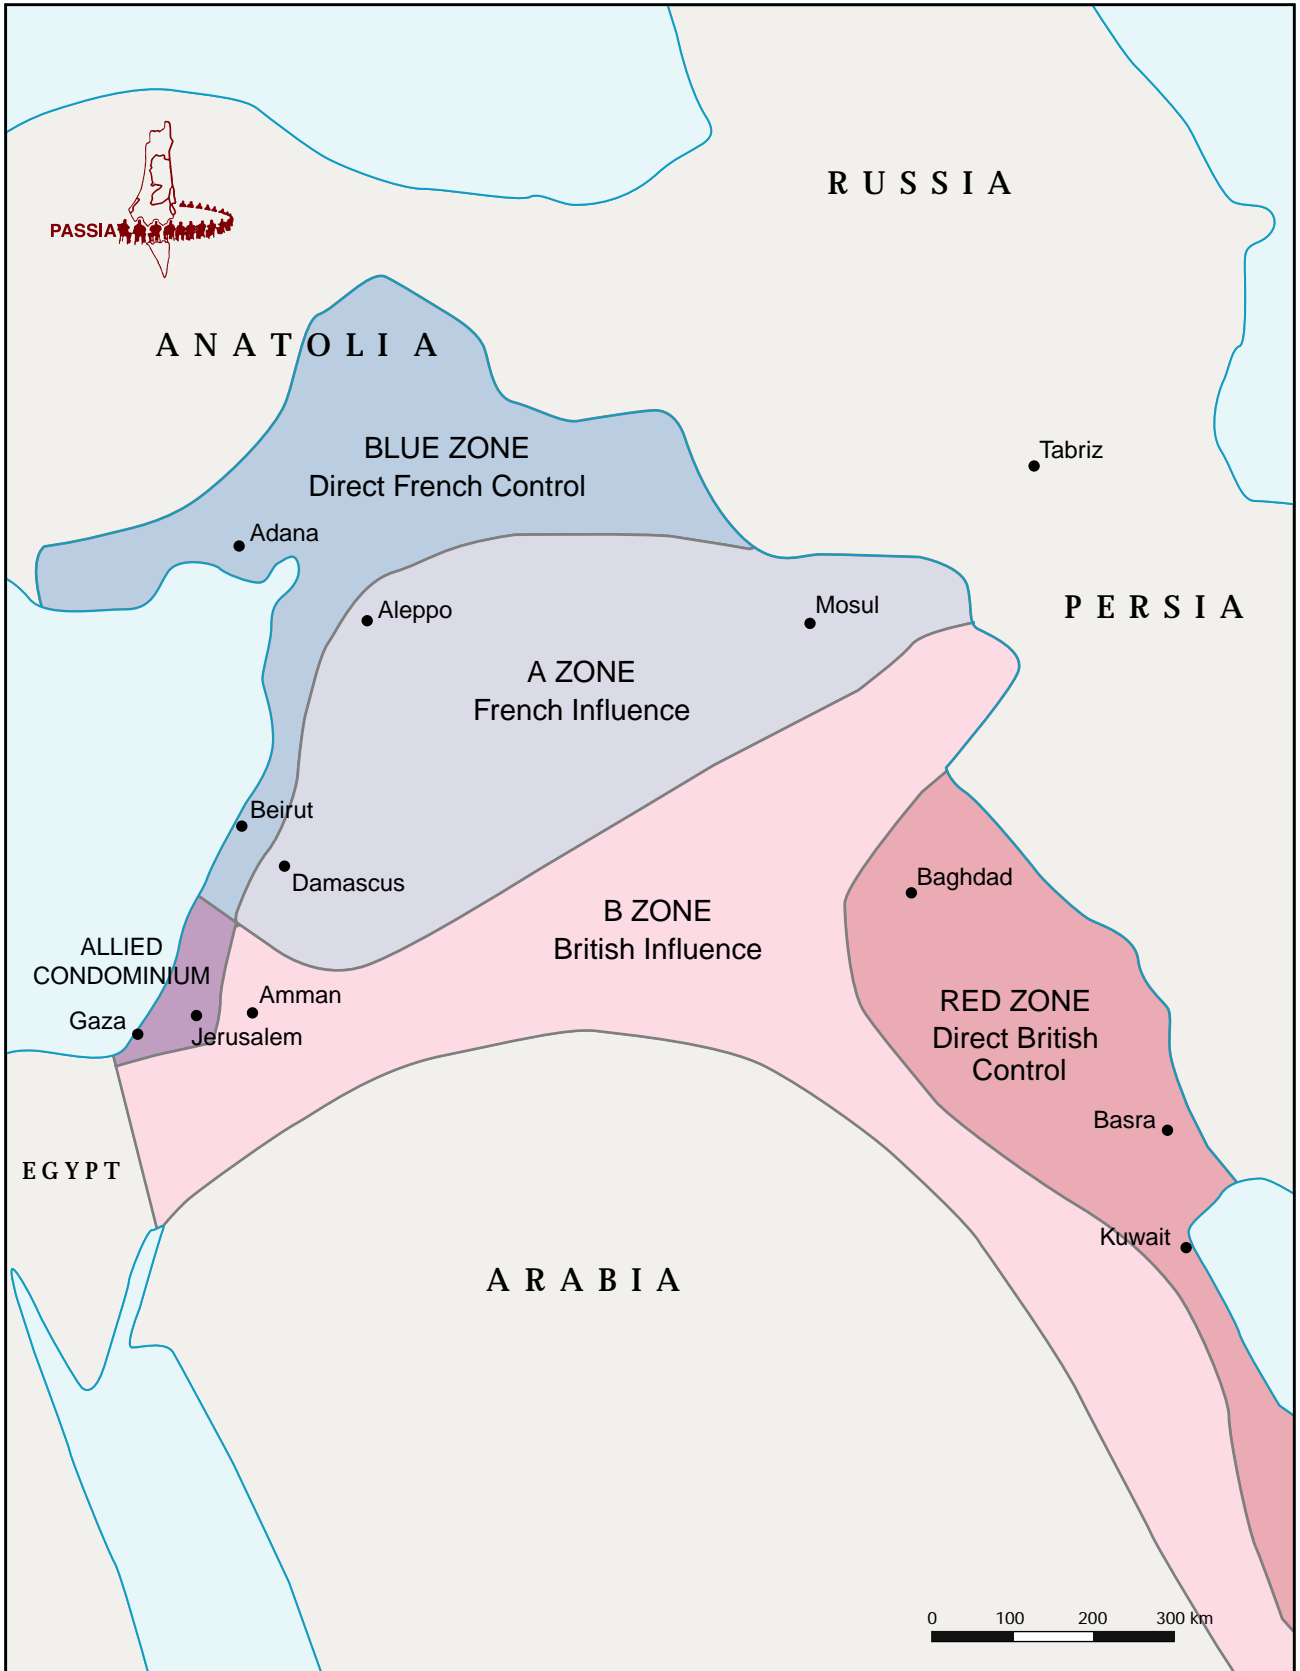 RUSSIA
PASSIA
ANATOLIA
BLUE ZONE
Direct French Control
Tabriz
Adana
Aleppo
Mosul
PERSIA
A ZONE
French Influence
Beirut
Damascus
Baghdad
B ZONE
British Influence
ALLIED
CONDOMINIUM
Amman
Gaza
Jerusalem
RED ZONE
Direct British
Control
Basra
EGYPT
Kuwait
ARABIA
0 100 200 300 km